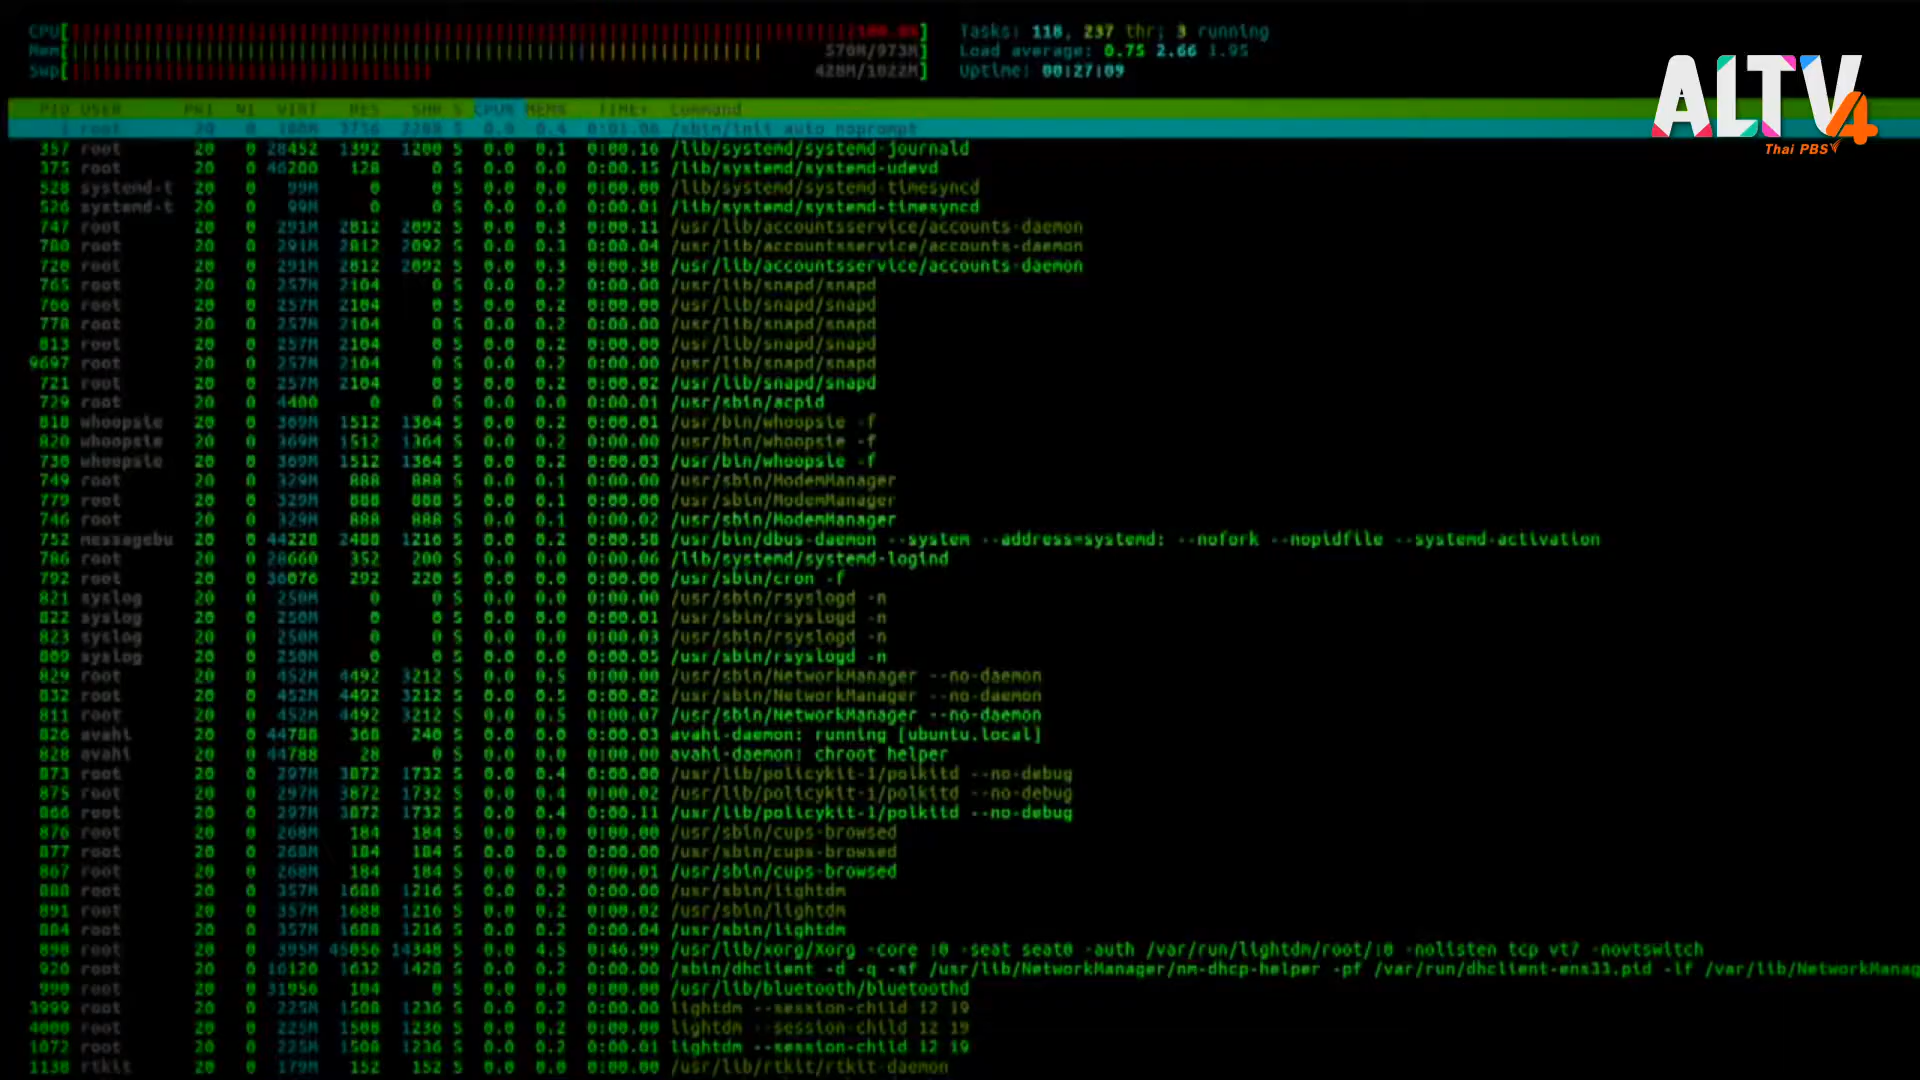 CPU[ 100.0%] Tasks: 118, 237 thr; 3 running
Mem[ 570M/973M] Load average: 0.75 2.66 1.95
Swp[ 428M/1022M] Uptime: 00:27:09
ALTV4
Thai PBS
PID USER PRI NI VIRT RES SHR S CPU% MEM% TIME+ Command
1 root 20 0 180M 3756 2288 S 0.0 0.4 0:01.08 /sbin/init auto noprompt
357 root 20 0 28452 1392 1200 S 0.0 0.1 0:00.16 /lib/systemd/systemd-journald
375 root 20 0 46200 128 0 S 0.0 0.0 0:00.15 /lib/systemd/systemd-udevd
528 systemd-t 20 0 99M 0 0 S 0.0 0.0 0:00.00 /lib/systemd/systemd-timesyncd
526 systemd-t 20 0 99M 0 0 S 0.0 0.0 0:00.01 /lib/systemd/systemd-timesyncd
747 root 20 0 291M 2812 2092 S 0.0 0.3 0:00.11 /usr/lib/accountsservice/accounts-daemon
780 root 20 0 291M 2812 2092 S 0.0 0.3 0:00.04 /usr/lib/accountsservice/accounts-daemon
720 root 20 0 291M 2812 2092 S 0.0 0.3 0:00.38 /usr/lib/accountsservice/accounts-daemon
765 root 20 0 257M 2104 0 S 0.0 0.2 0:00.00 /usr/lib/snapd/snapd
766 root 20 0 257M 2104 0 S 0.0 0.2 0:00.00 /usr/lib/snapd/snapd
778 root 20 0 257M 2104 0 S 0.0 0.2 0:00.00 /usr/lib/snapd/snapd
813 root 20 0 257M 2104 0 S 0.0 0.2 0:00.00 /usr/lib/snapd/snapd
9697 root 20 0 257M 2104 0 S 0.0 0.2 0:00.00 /usr/lib/snapd/snapd
721 root 20 0 257M 2104 0 S 0.0 0.2 0:00.02 /usr/lib/snapd/snapd
729 root 20 0 4400 0 0 S 0.0 0.0 0:00.01 /usr/sbin/acpid
818 whoopsie 20 0 369M 1512 1364 S 0.0 0.2 0:00.01 /usr/bin/whoopsie -f
820 whoopsie 20 0 369M 1512 1364 S 0.0 0.2 0:00.00 /usr/bin/whoopsie -f
730 whoopsie 20 0 369M 1512 1364 S 0.0 0.2 0:00.03 /usr/bin/whoopsie -f
749 root 20 0 329M 888 888 S 0.0 0.1 0:00.00 /usr/sbin/ModemManager
779 root 20 0 329M 888 888 S 0.0 0.1 0:00.00 /usr/sbin/ModemManager
746 root 20 0 329M 888 888 S 0.0 0.1 0:00.02 /usr/sbin/ModemManager
752 messagebu 20 0 44220 2480 1216 S 0.0 0.2 0:00.58 /usr/bin/dbus-daemon --system --address=systemd: --nofork --nopidfile --systemd-activation
786 root 20 0 28660 352 200 S 0.0 0.0 0:00.06 /lib/systemd/systemd-logind
792 root 20 0 36076 292 220 S 0.0 0.0 0:00.00 /usr/sbin/cron -f
821 syslog 20 0 250M 0 0 S 0.0 0.0 0:00.00 /usr/sbin/rsyslogd -n
822 syslog 20 0 250M 0 0 S 0.0 0.0 0:00.01 /usr/sbin/rsyslogd -n
823 syslog 20 0 250M 0 0 S 0.0 0.0 0:00.03 /usr/sbin/rsyslogd -n
809 syslog 20 0 250M 0 0 S 0.0 0.0 0:00.05 /usr/sbin/rsyslogd -n
829 root 20 0 452M 4492 3212 S 0.0 0.5 0:00.00 /usr/sbin/NetworkManager --no-daemon
832 root 20 0 452M 4492 3212 S 0.0 0.5 0:00.02 /usr/sbin/NetworkManager --no-daemon
811 root 20 0 452M 4492 3212 S 0.0 0.5 0:00.07 /usr/sbin/NetworkManager --no-daemon
826 avahi 20 0 44788 368 240 S 0.0 0.0 0:00.03 avahi-daemon: running [ubuntu.local]
828 avahi 20 0 44788 28 0 S 0.0 0.0 0:00.00 avahi-daemon: chroot helper
873 root 20 0 297M 3872 1732 S 0.0 0.4 0:00.00 /usr/lib/policykit-1/polkitd --no-debug
875 root 20 0 297M 3872 1732 S 0.0 0.4 0:00.02 /usr/lib/policykit-1/polkitd --no-debug
866 root 20 0 297M 3872 1732 S 0.0 0.4 0:00.11 /usr/lib/policykit-1/polkitd --no-debug
876 root 20 0 268M 184 184 S 0.0 0.0 0:00.00 /usr/sbin/cups-browsed
877 root 20 0 268M 184 184 S 0.0 0.0 0:00.00 /usr/sbin/cups-browsed
867 root 20 0 268M 184 184 S 0.0 0.0 0:00.01 /usr/sbin/cups-browsed
888 root 20 0 357M 1688 1216 S 0.0 0.2 0:00.00 /usr/sbin/lightdm
891 root 20 0 357M 1688 1216 S 0.0 0.2 0:00.02 /usr/sbin/lightdm
884 root 20 0 357M 1688 1216 S 0.0 0.2 0:00.04 /usr/sbin/lightdm
898 root 20 0 395M 45056 14348 S 0.0 4.5 0:46.99 /usr/lib/xorg/Xorg -core :0 -seat seat0 -auth /var/run/lightdm/root/:0 -nolisten tcp vt7 -novtswitch
920 root 20 0 16120 1632 1428 S 0.0 0.2 0:00.00 /sbin/dhclient -d -q -sf /usr/lib/NetworkManager/nm-dhcp-helper -pf /var/run/dhclient-ens33.pid -lf /var/lib/NetworkManag
990 root 20 0 31956 104 0 S 0.0 0.0 0:00.00 /usr/lib/bluetooth/bluetoothd
3999 root 20 0 225M 1508 1236 S 0.0 0.2 0:00.00 lightdm --session-child 12 19
4000 root 20 0 225M 1508 1236 S 0.0 0.2 0:00.00 lightdm --session-child 12 19
1072 root 20 0 225M 1508 1236 S 0.0 0.2 0:00.01 lightdm --session-child 12 19
1138 rtkit 20 0 179M 152 152 S 0.0 0.0 0:00.00 /usr/lib/rtkit/rtkit-daemon